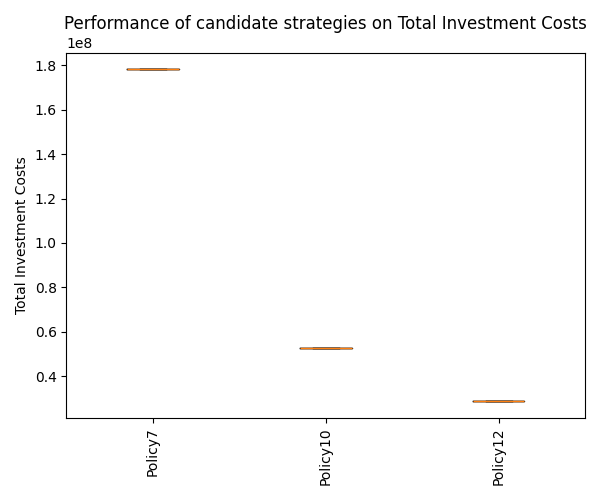 Performance of candidate strategies on Total Investment Costs
1e8
1.8
1.6
1.4
1.2
1.0
0.8
0.6
0.4
Total Investment Costs
Policy7
Policy10
Policy12